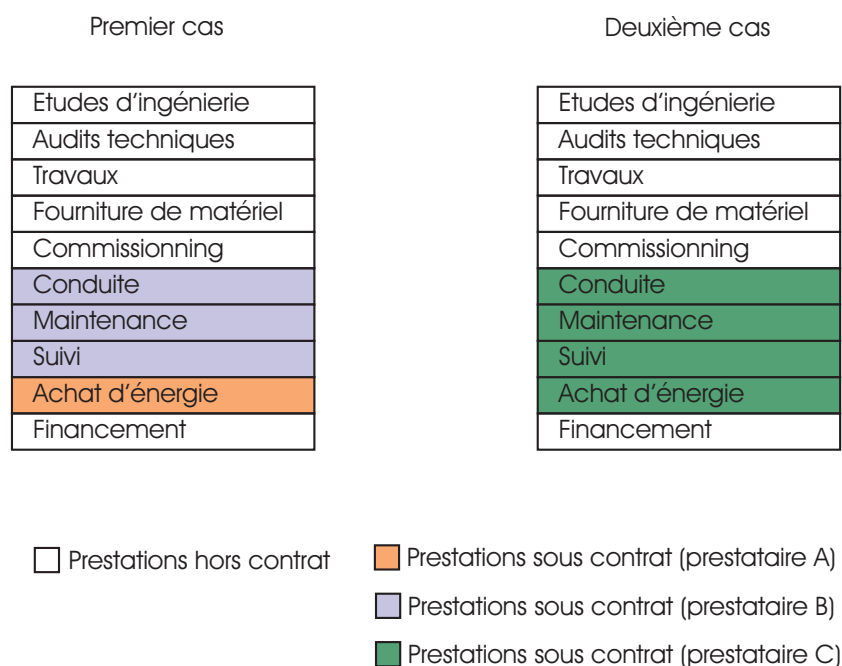 Premier cas
Deuxième cas
Etudes d'ingénierie
Audits techniques
Travaux
Fourniture de matériel
Commissionning
Conduite
Maintenance
Suivi
Achat d'énergie
Financement
Etudes d'ingénierie
Audits techniques
Travaux
Fourniture de matériel
Commissionning
Conduite
Maintenance
Suivi
Achat d'énergie
Financement
Prestations hors contrat
Prestations sous contrat (prestataire A)
Prestations sous contrat (prestataire B)
Prestations sous contrat (prestataire C)